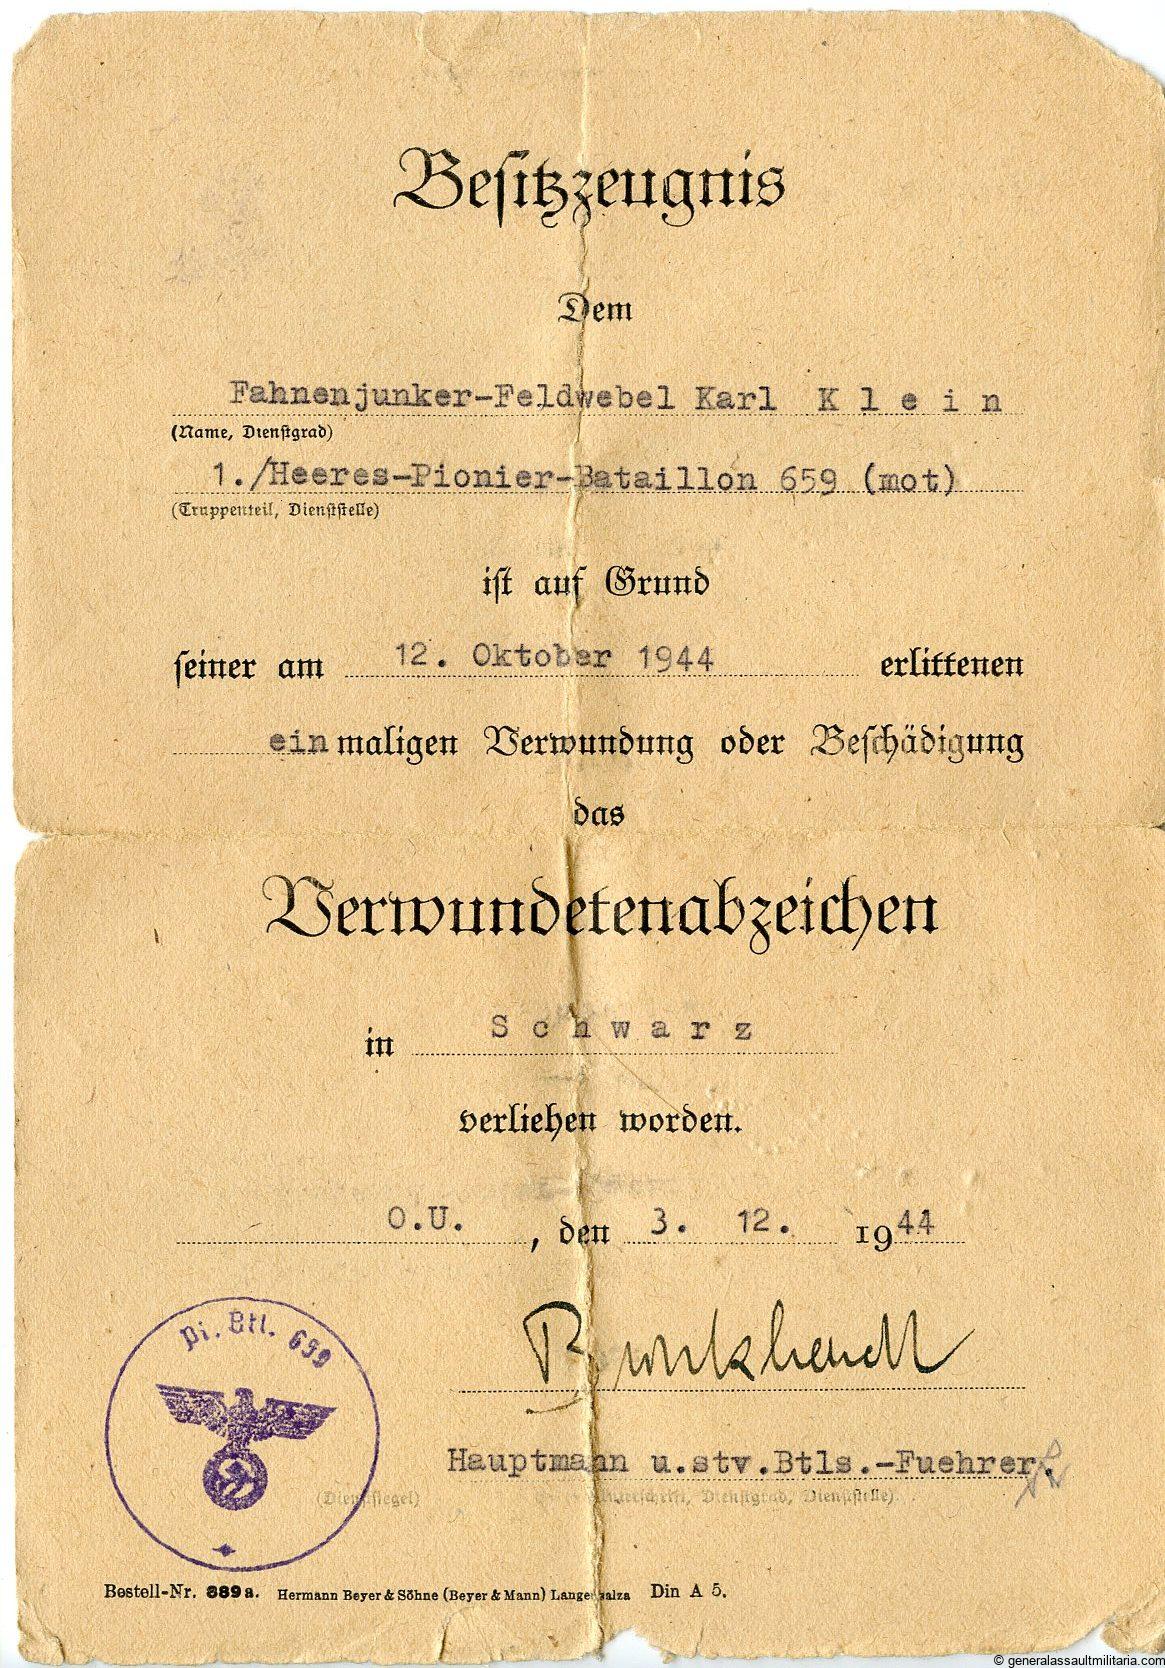 Besitzzeugnis
Dem
Fahnenjunker-Feldwebel Karl K l e i n
(Name, Dienstgrad)
1./Heeres-Pionier-Bataillon 659 (mot)
(Truppenteil, Dienststelle)
ist auf Grund
seiner am 12. Oktober 1944 erlittenen
einmaligen Verwundung oder Beschädigung
das
Verwundetenabzeichen
in S c h w a r z
verliehen worden.
O.U. , den 3. 12. 1944
Pi. Btl. 659
Hauptmann u.stv.Btls.-Fuehrer.
(Dienstsiegel)
(Unterschrift, Dienstgrad, Dienststelle)
Bestell-Nr. 889a. Hermann Beyer & Söhne (Beyer & Mann) Langensalza Din A 5.
© generalassaultmilitaria.com